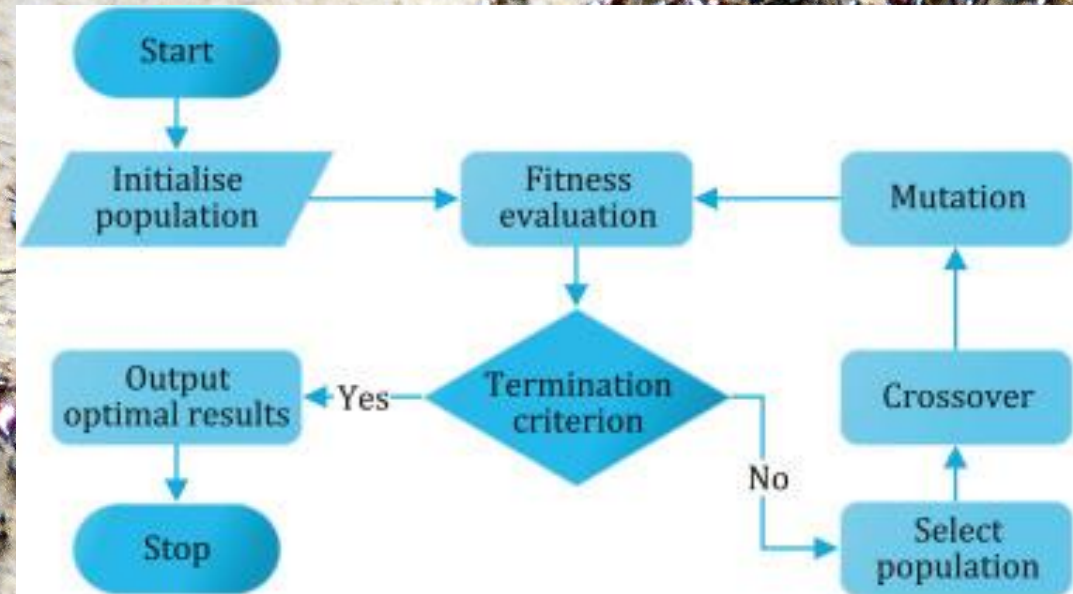 Start
Initialise
population
Fitness
evaluation
Mutation
Output
optimal results
Yes
Termination
criterion
Crossover
No
Stop
Select
population